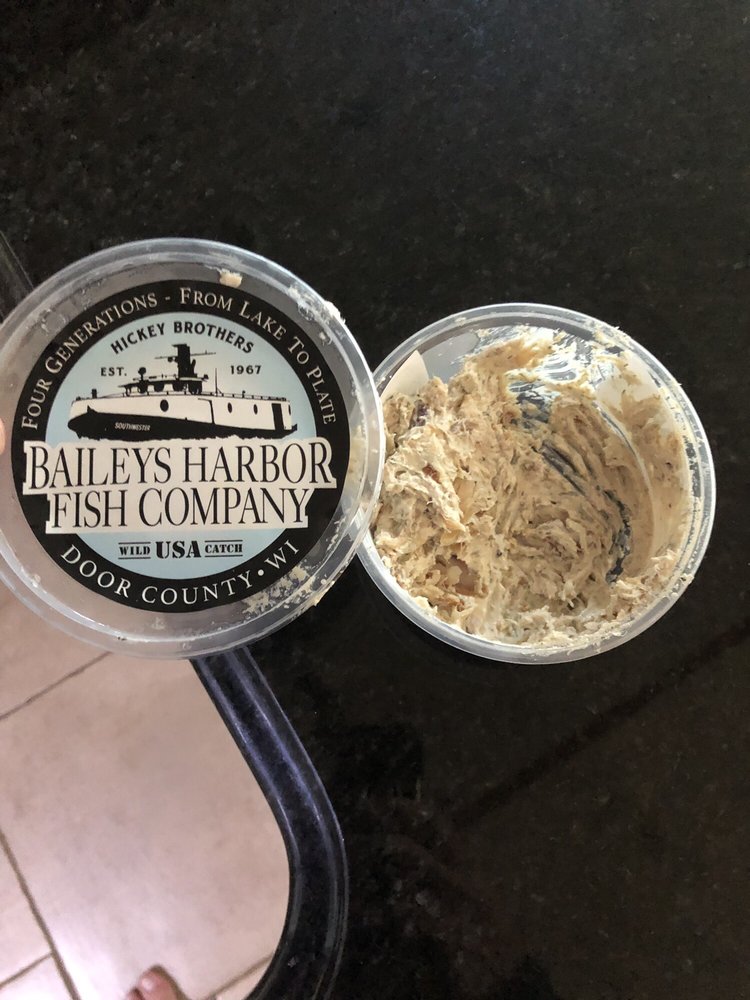 FOUR GENERATIONS - FROM LAKE TO PLATE
HICKEY BROTHERS
EST. 1967
SOUTHWESTER
BAILEYS HARBOR
FISH COMPANY
WILD USA CATCH
DOOR COUNTY • WI